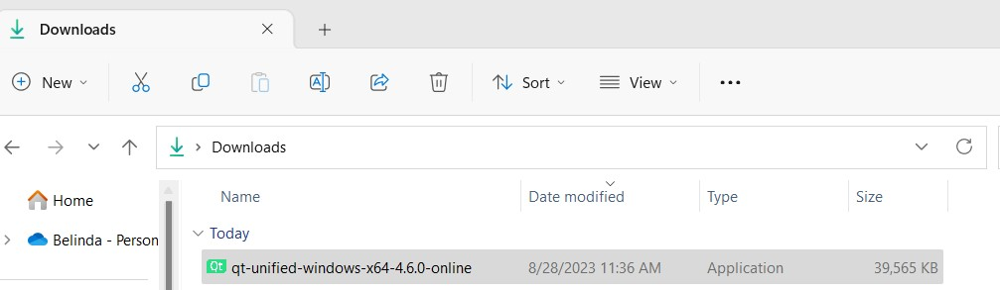 Downloads
New
Sort
View
Downloads
Home
Belinda - Person
Name
Date modified
Type
Size
Today
Qt
qt-unified-windows-x64-4.6.0-online
8/28/2023 11:36 AM
Application
39,565 KB